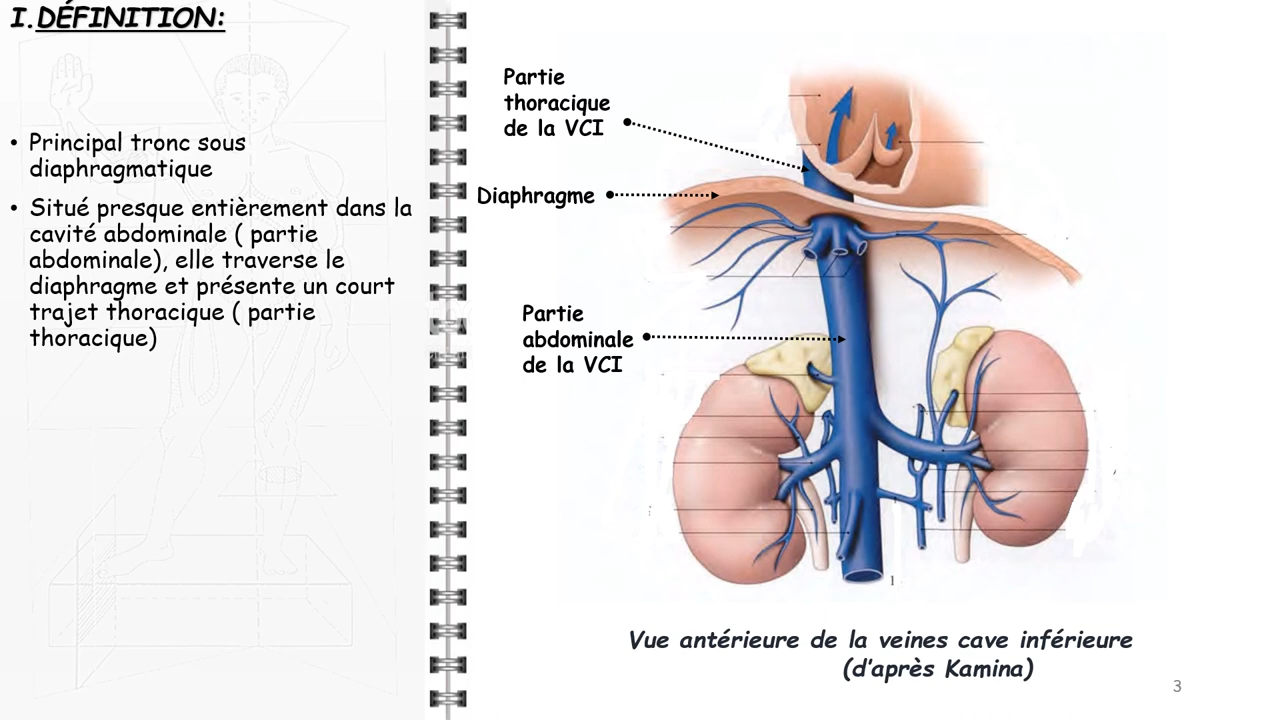 I. DÉFINITION:
• Principal tronc sous
diaphragmatique
• Situé presque entièrement dans la
cavité abdominale ( partie
abdominale), elle traverse le
diaphragme et présente un court
trajet thoracique ( partie
thoracique)
Partie
thoracique
de la VCI
Diaphragme
Partie
abdominale
de la VCI
1
Vue antérieure de la veines cave inférieure
(d’après Kamina)
3